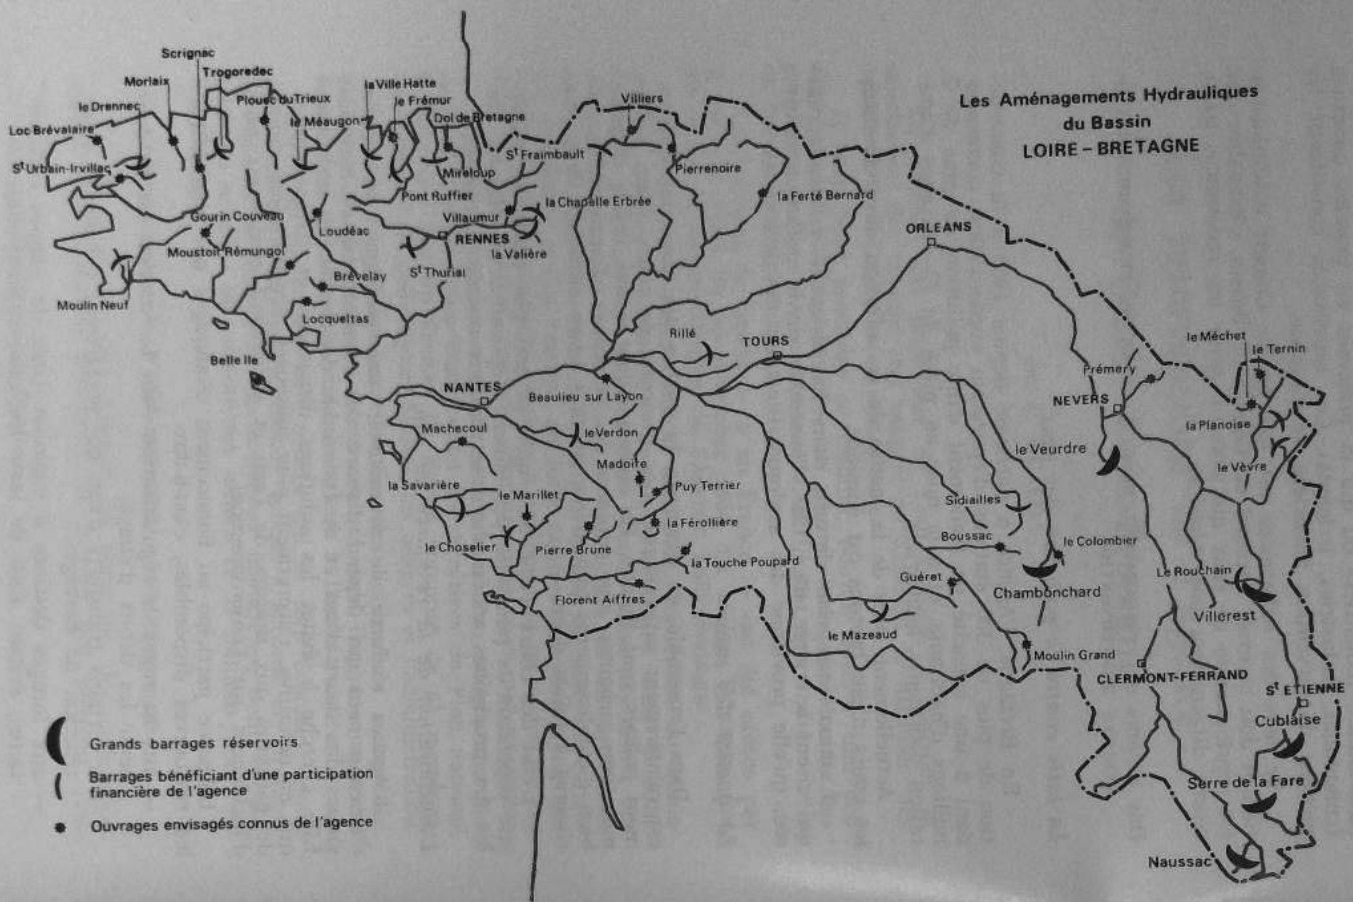 Les Aménagements Hydrauliques
du Bassin
LOIRE – BRETAGNE
Scrignac
Morlaix
Trogoredec
le Drennec
Plouec du Trieux
la Ville Hatte
le Frémur
Loc Brévalaire
le Méaugon
Dol de Bretagne
Villiers
St Urbain-Irvillac
St Fraimbault
Mireloup
Pierrenoire
Pont Ruffier
la Chapelle Erbrée
la Ferté Bernard
Gourin Couveau
Villaumur
Loudéac
RENNES
ORLEANS
Moustoir Rémungol
la Valière
St Thurial
Brévelay
Moulin Neuf
Locqueltas
Rillé
TOURS
le Méchet
le Ternin
Belle Ile
Prémery
NANTES
Beaulieu sur Layon
NEVERS
Machecoul
le Verdon
la Planoise
le Veurdre
Madoire
le Vèvre
la Savarière
le Marillet
Puy Terrier
Sidiailles
la Férollière
Boussac
le Colombier
le Choselier
Pierre Brune
la Touche Poupard
Guéret
Le Rouchain
Florent Aiffres
Chambonchard
Villerest
le Mazeaud
Moulin Grand
CLERMONT-FERRAND
St ETIENNE
Cublaise
Serre de la Fare
Naussac
Grands barrages réservoirs
Barrages bénéficiant d'une participation
financière de l'agence
Ouvrages envisagés connus de l'agence